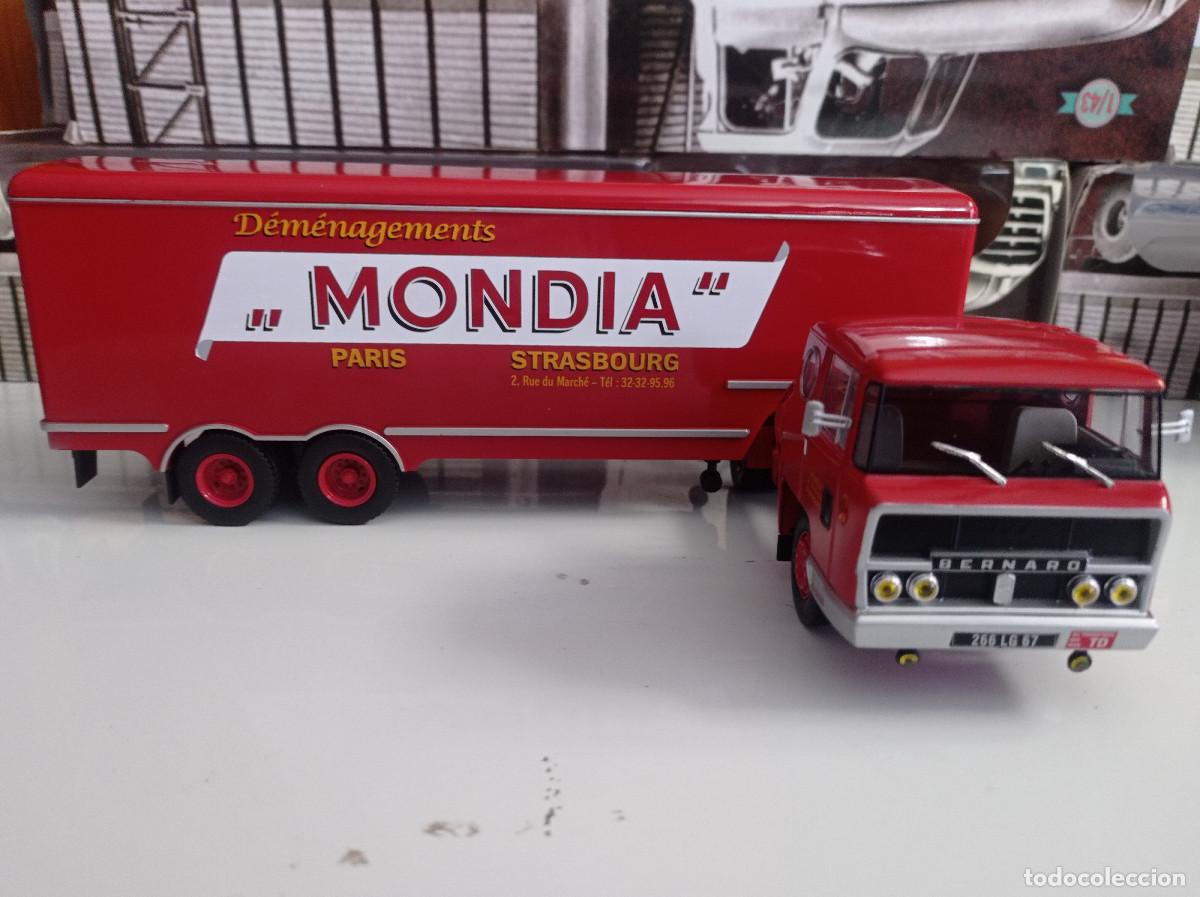 1/43
Déménagements
„MONDIA“
PARIS STRASBOURG
2, Rue du Marché - Tél : 32-32-95.96
BERNARD
266 LG 67
TD
todocoleccion